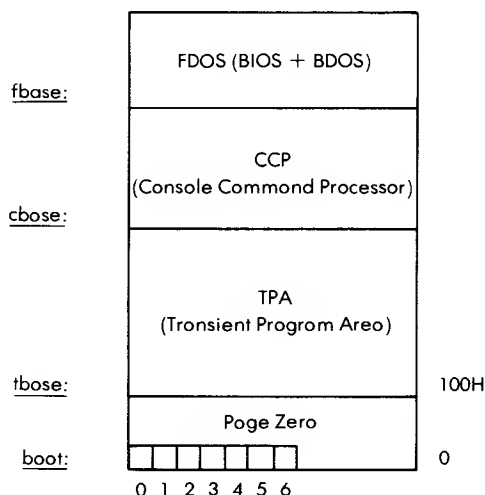 FDOS (BIOS + BDOS)
fbase:
CCP
(Console Command Processor)
cbose:
TPA
(Tronsient Progrom Areo)
tbose:
100H
Poge Zero
boot:
0
0 1 2 3 4 5 6